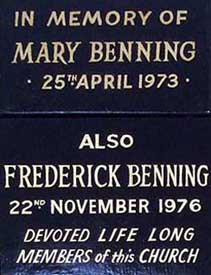 IN MEMORY OF
MARY BENNING
· 25TH APRIL 1973 ·
ALSO
FREDERICK BENNING
22ND NOVEMBER 1976
DEVOTED LIFE LONG
MEMBERS of this CHURCH